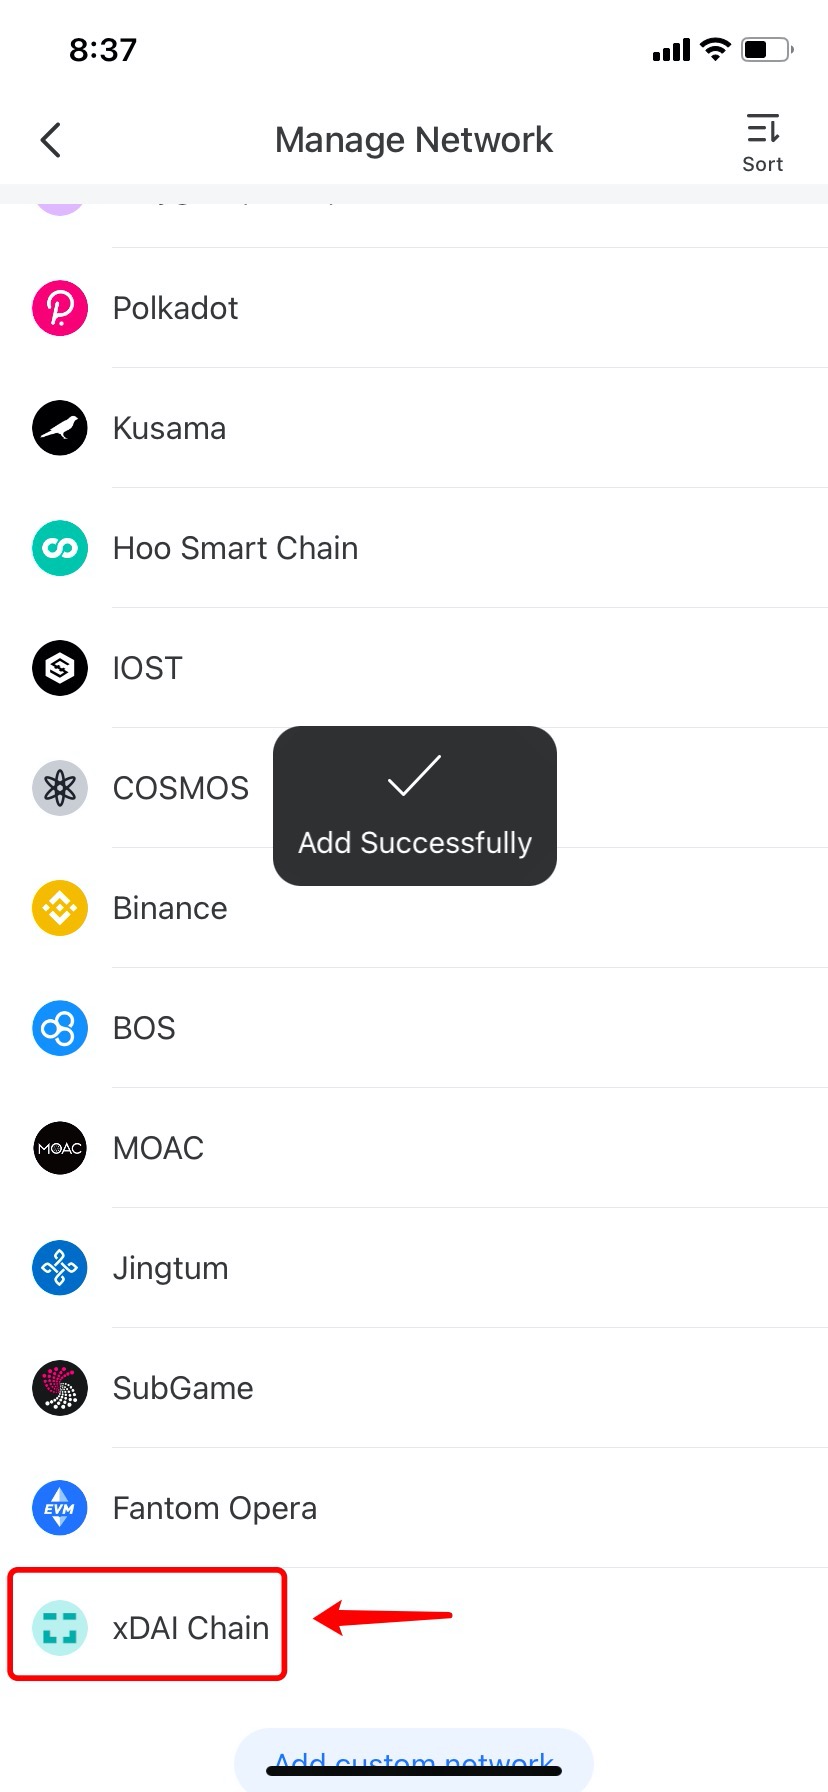 8:37
Manage Network
Sort
Polkadot
Kusama
Hoo Smart Chain
IOST
COSMOS
Add Successfully
Binance
BOS
MOAC
MOAC
Jingtum
SubGame
EVM
Fantom Opera
xDAI Chain
Add custom network